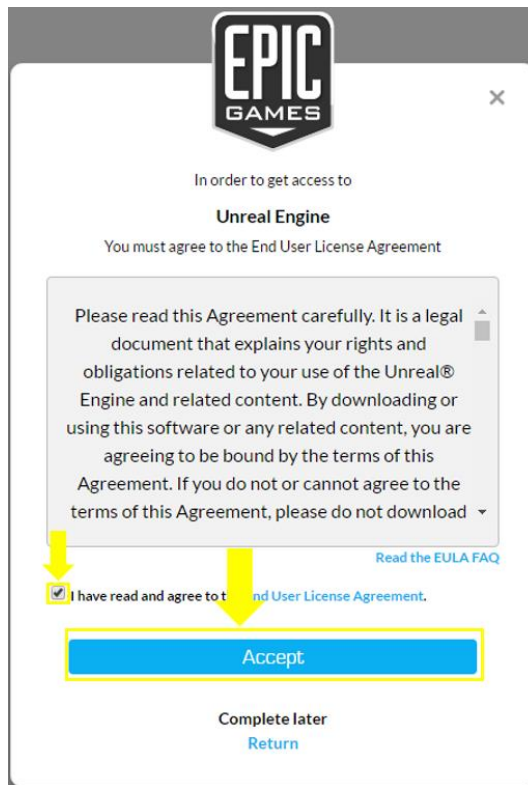 EPIC
GAMES
In order to get access to
Unreal Engine
You must agree to the End User License Agreement
Please read this Agreement carefully. It is a legal
document that explains your rights and
obligations related to your use of the Unreal®
Engine and related content. By downloading or
using this software or any related content, you are
agreeing to be bound by the terms of this
Agreement. If you do not or cannot agree to the
terms of this Agreement, please do not download
Read the EULA FAQ
I have read and agree to End User License Agreement.
Accept
Complete later
Return